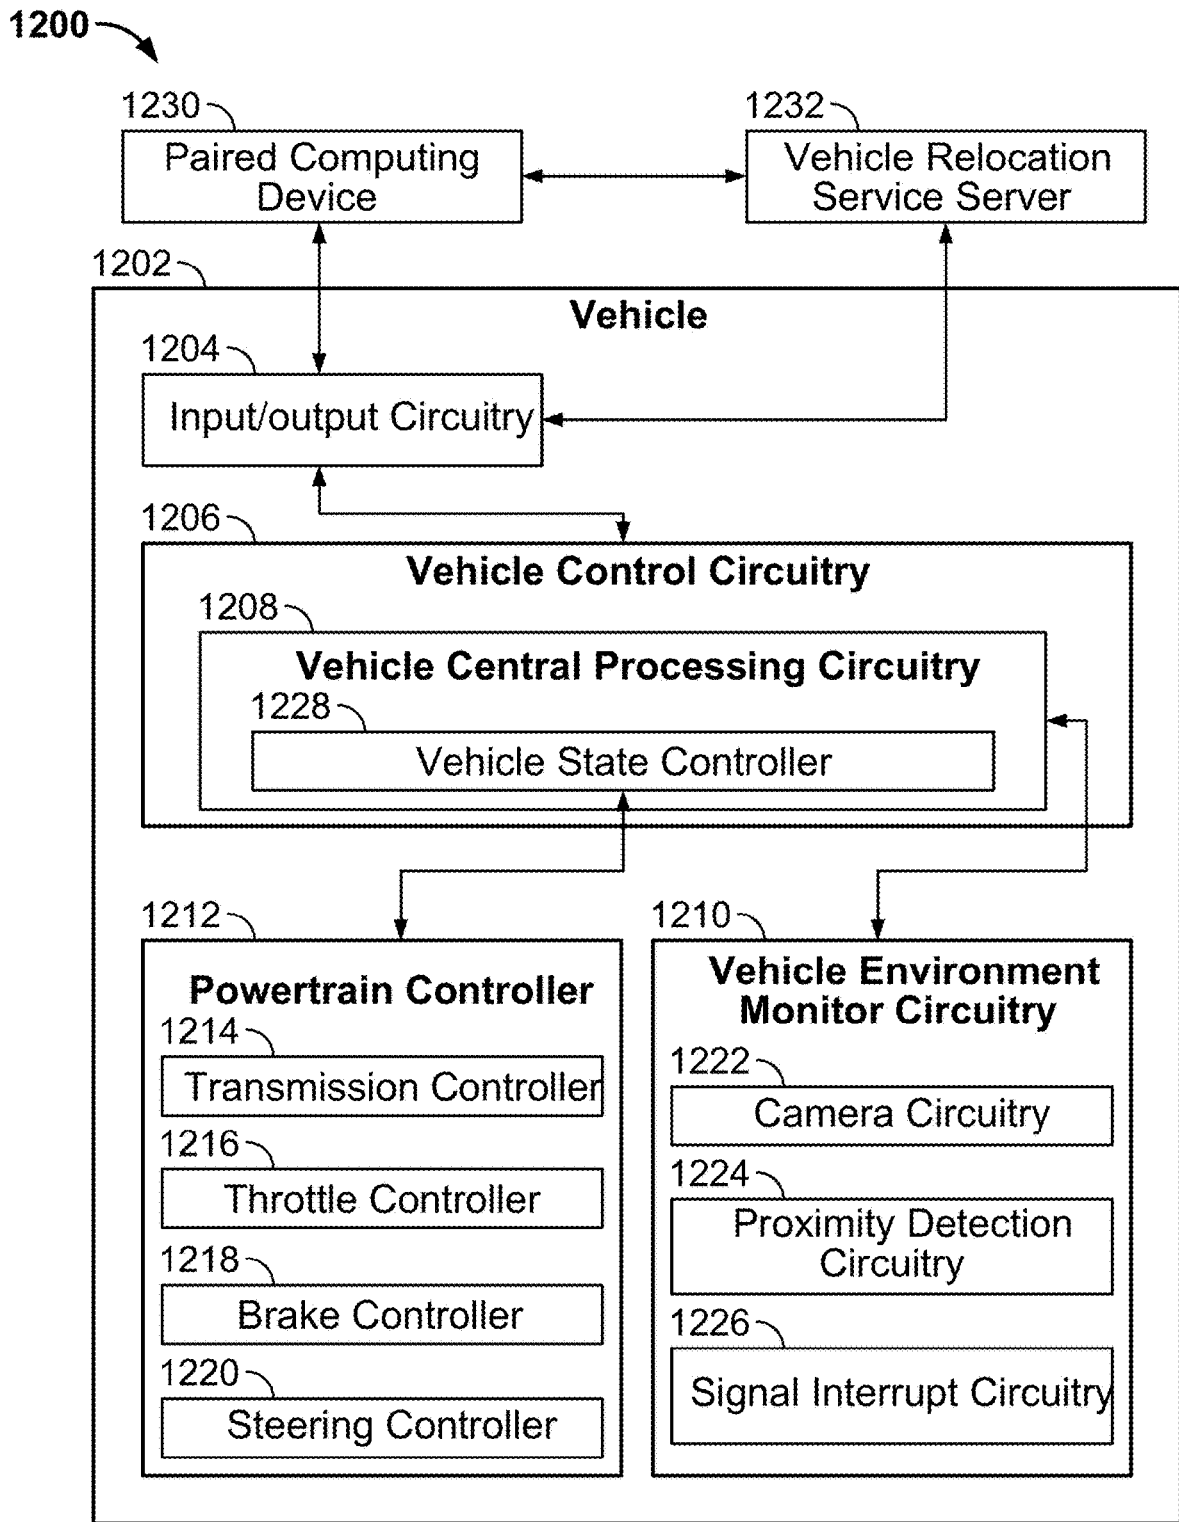 1200
1230
Paired Computing
Device
1232
Vehicle Relocation
Service Server
1202
Vehicle
1204
Input/output Circuitry
1206
Vehicle Control Circuitry
1208
Vehicle Central Processing Circuitry
1228
Vehicle State Controller
1212
Powertrain Controller
1214
Transmission Controller
1216
Throttle Controller
1218
Brake Controller
1220
Steering Controller
1210
Vehicle Environment
Monitor Circuitry
1222
Camera Circuitry
1224
Proximity Detection
Circuitry
1226
Signal Interrupt Circuitry